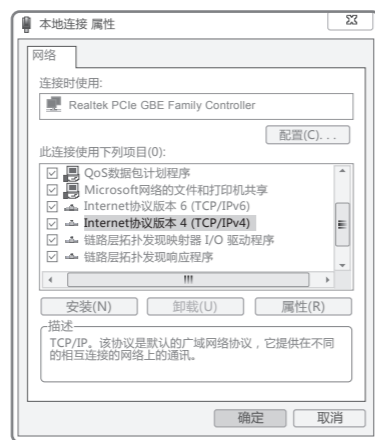 本地连接 属性
网络
连接时使用:
Realtek PCIe GBE Family Controller
配置(C)...
此连接使用下列项目(O):
QoS数据包计划程序
Microsoft网络的文件和打印机共享
Internet协议版本 6 (TCP/IPv6)
Internet协议版本 4 (TCP/IPv4)
链路层拓扑发现映射器 I/O 驱动程序
链路层拓扑发现响应程序
安装(N)
卸载(U)
属性(R)
描述
TCP/IP。该协议是默认的广域网络协议，它提供在不同
的相互连接的网络上的通讯。
确定
取消